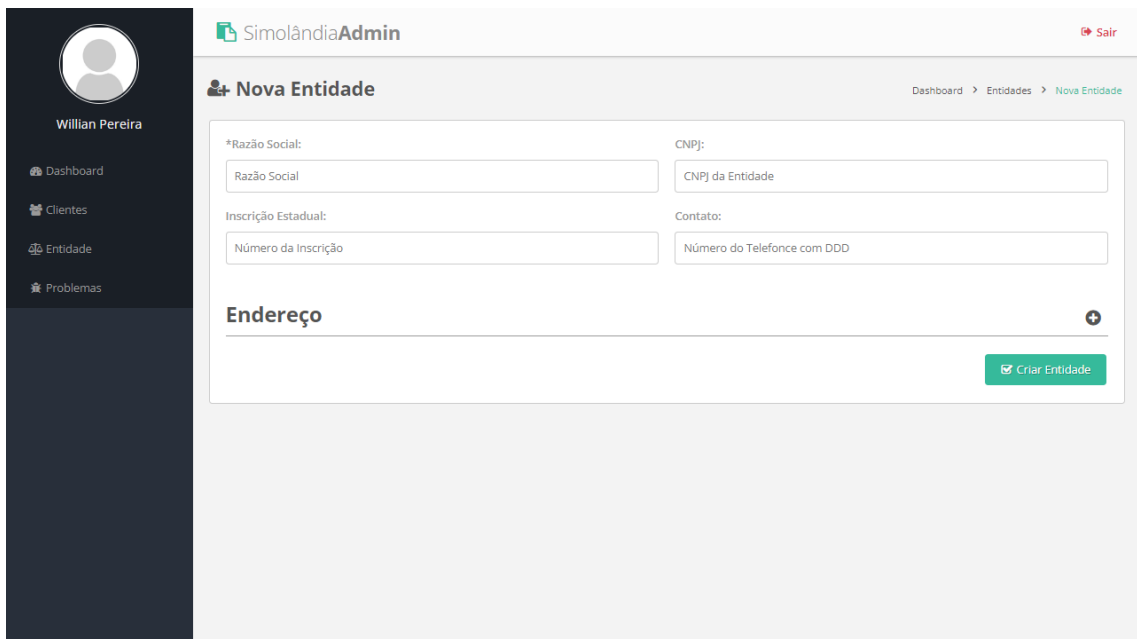 SimolândiaAdmin
Sair
Willian Pereira
Dashboard
Clientes
Entidade
Problemas
Nova Entidade
Dashboard > Entidades > Nova Entidade
*Razão Social:
CNPJ:
Razão Social
CNPJ da Entidade
Inscrição Estadual:
Contato:
Número da Inscrição
Número do Telefonce com DDD
Endereço
Criar Entidade